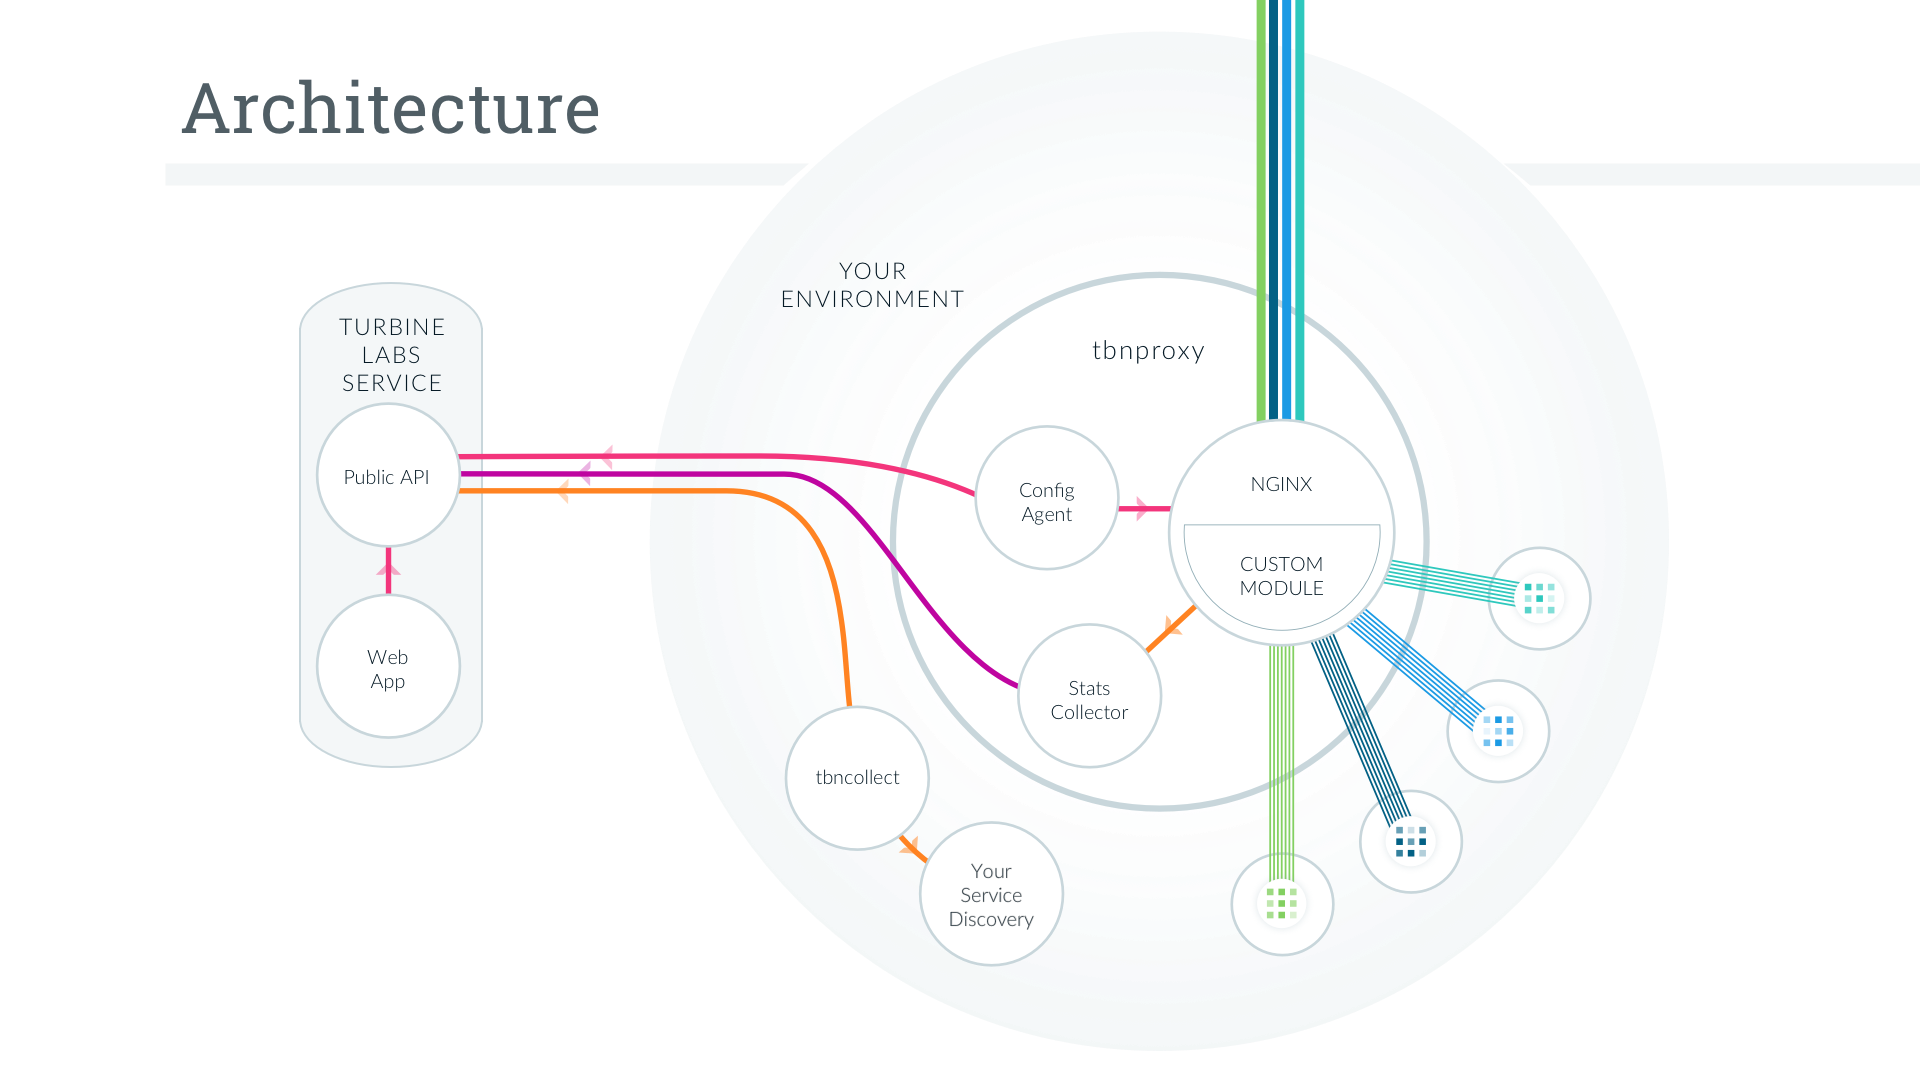 Architecture
YOUR
ENVIRONMENT
TURBINE
LABS
SERVICE
Public API
Web
App
tbnproxy
Config
Agent
NGINX
CUSTOM
MODULE
Stats
Collector
tbncollect
Your
Service
Discovery